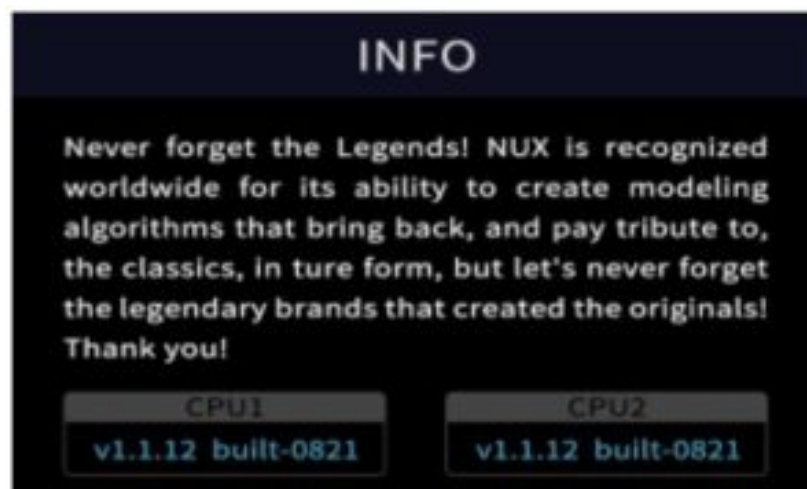 INFO
Never forget the Legends! NUX is recognized
worldwide for its ability to create modeling
algorithms that bring back, and pay tribute to,
the classics, in ture form, but let's never forget
the legendary brands that created the originals!
Thank you!
CPU1 CPU2
v1.1.12 built-0821 v1.1.12 built-0821